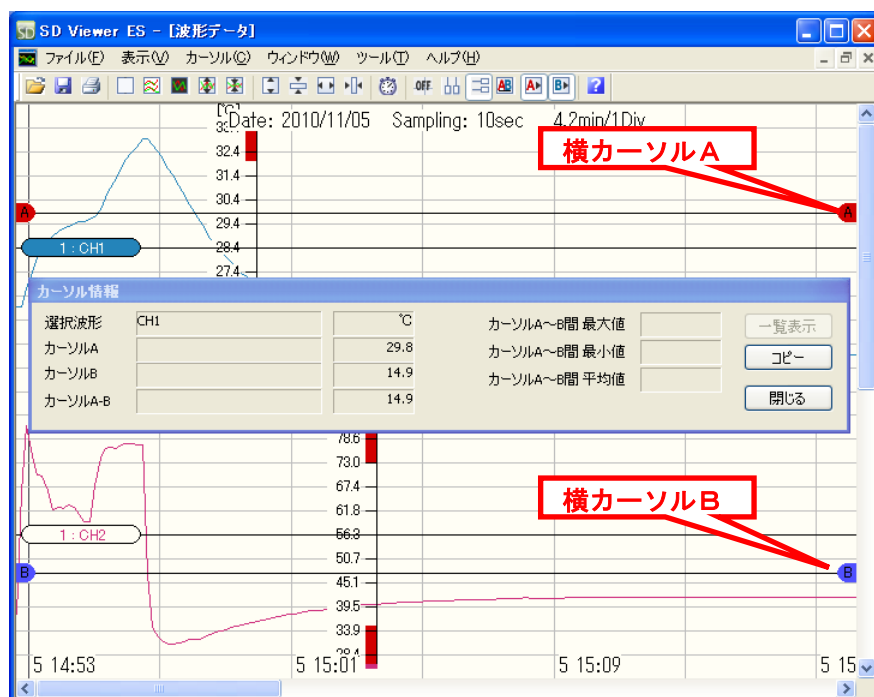 SD Viewer ES - [波形データ]
ファイル(F) 表示(V) カーソル(C) ウィンドウ(W) ツール(T) ヘルプ(H)
OFF AB A B
[℃] Date: 2010/11/05 Sampling: 10sec 4.2min/1Div
32.4
横カーソルA
31.4
30.4
A A
29.4
1 : CH1 28.4
27.4
カーソル情報
選択波形 CH1 ℃ カーソルA～B間 最大値 一覧表示
カーソルA 29.8 カーソルA～B間 最小値 コピー
カーソルB 14.9 カーソルA～B間 平均値
カーソルA-B 14.9 閉じる
78.6
73.0
67.4
横カーソルB
61.8
1 : CH2 56.3
50.7
B B
45.1
39.5
33.9
28.4
5 14:53 5 15:01 5 15:09 5 15